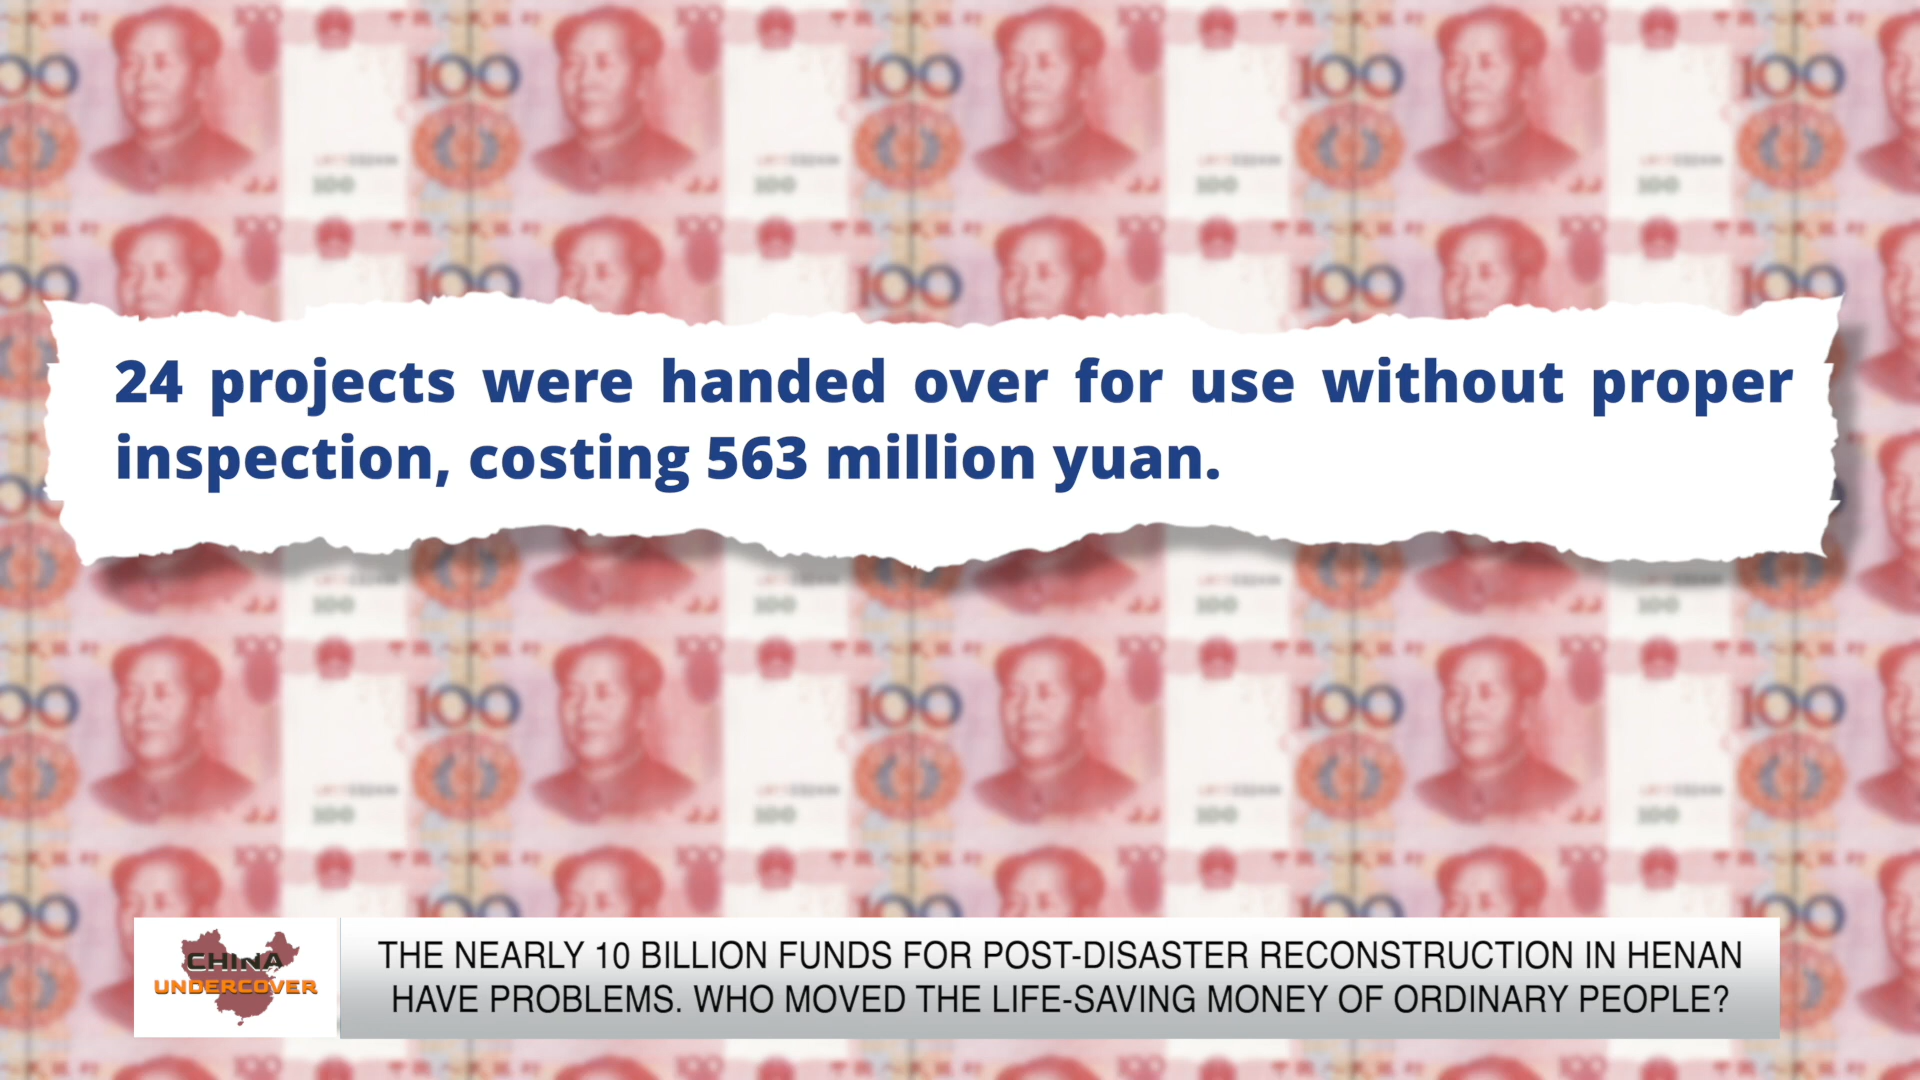 24 projects were handed over for use without proper
inspection, costing 563 million yuan.
CHINA
UNDERCOVER
THE NEARLY 10 BILLION FUNDS FOR POST-DISASTER RECONSTRUCTION IN HENAN
HAVE PROBLEMS. WHO MOVED THE LIFE-SAVING MONEY OF ORDINARY PEOPLE?